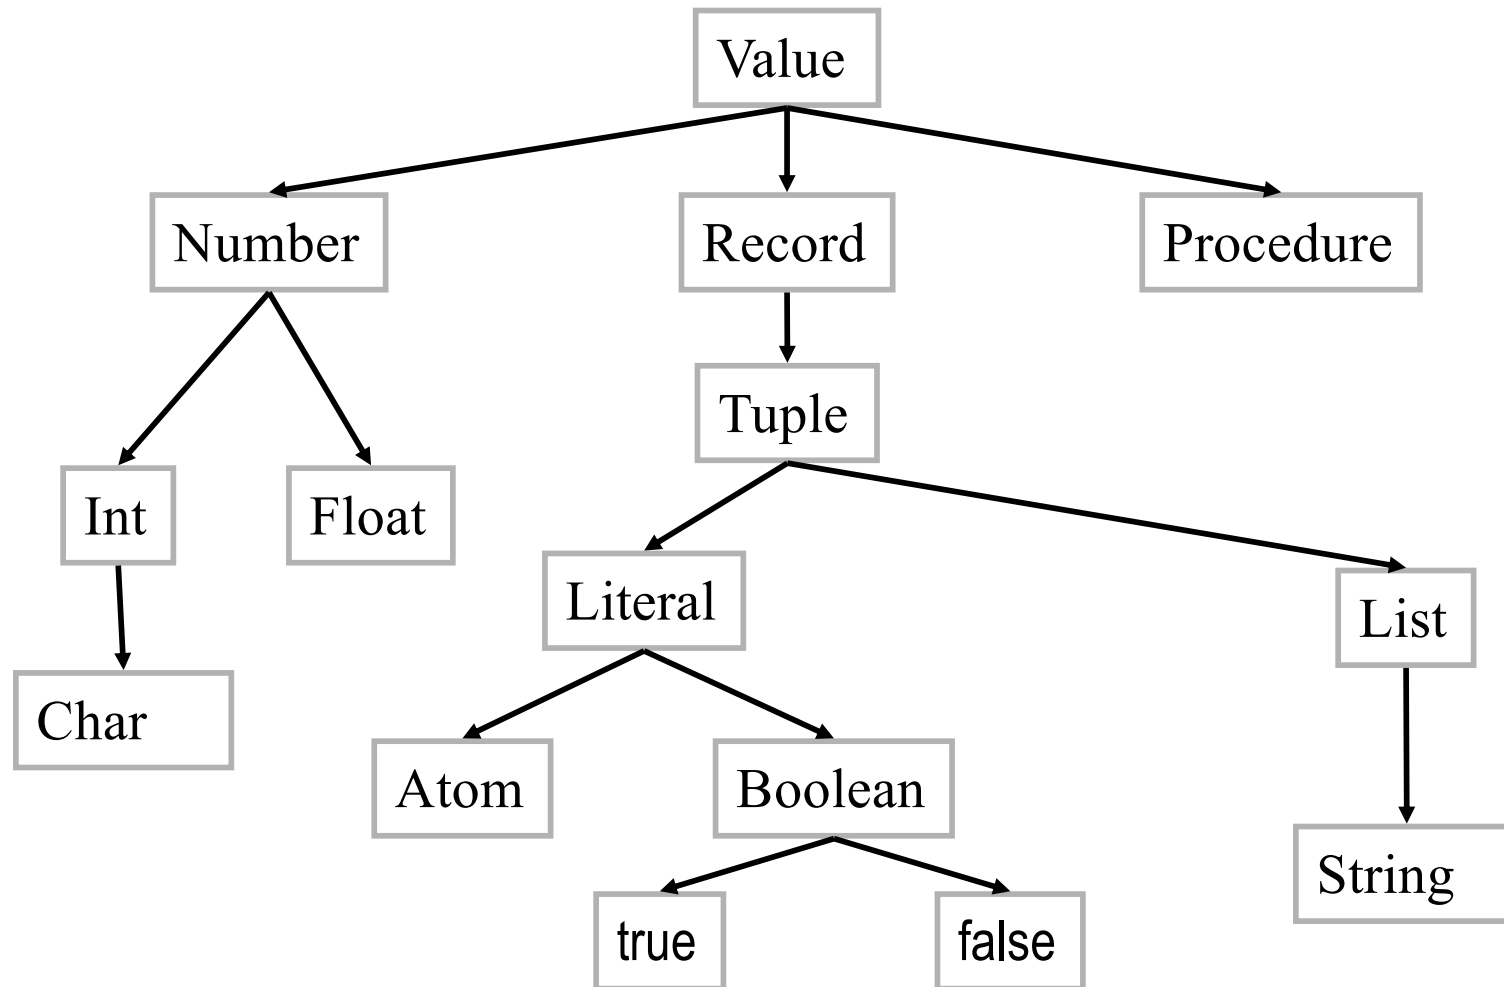 Value
Number
Record
Procedure
Tuple
Int
Float
Literal
List
Char
Atom
Boolean
String
true
false